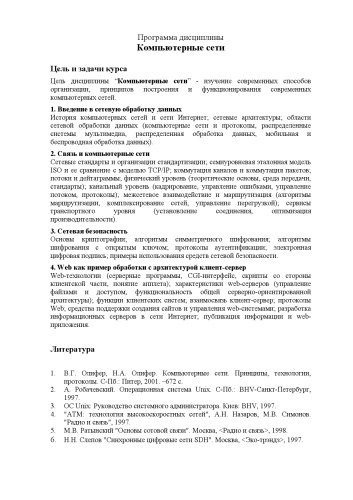 Программа дисциплины
Компьютерные сети
Цель и задачи курса
Цель дисциплины "Компьютерные сети" - изучение современных способов
организации, принципов построения и функционирования современных
компьютерных сетей.
1. Введение в сетевую обработку данных
История компьютерных сетей и сети Интернет; сетевые архитектуры; области
сетевой обработки данных (компьютерные сети и протоколы, распределенные
системы мультимедиа, распределенная обработка данных, мобильная и
беспроводная обработка данных).
2. Связь и компьютерные сети
Сетевые стандарты и организации стандартизации; семиуровневая эталонная модель
ISO и ее сравнение с моделью TCP/IP; коммутация каналов и коммутация пакетов,
потоки и дейтаграммы, физический уровень (теоретические основы, среда передачи,
стандарты); канальный уровень (кадрирование, управление ошибками, управление
потоком, протоколы); межсетевое взаимодействие и маршрутизация (алгоритмы
маршрутизации, комплексирование сетей, управление перегрузкой); сервисы
транспортного уровня (установление соединения, оптимизация
производительности).
3. Сетевая безопасность
Основы криптографии; алгоритмы симметричного шифрования; алгоритмы
шифрования с открытым ключом; протоколы аутентификации; электронная
цифровая подпись; примеры использования средств сетевой безопасности.
4. Web как пример обработки с архитектурой клиент-сервер
Web-технологии (серверные программы, CGI-интерфейс, скрипты со стороны
клиентской части, понятие апплета); характеристики web-серверов (управление
файлами и доступом, функциональность общей серверно-ориентированной
архитектуры); функции клиентских систем, взаимосвязь клиент-сервер; протоколы
Web; средства поддержки создания сайтов и управления web-системами; разработка
информационных серверов в сети Интернет; публикация информации и web-
приложения.
Литература
1. В.Г. Олифер, Н.А. Олифер. Компьютерные сети. Принципы, технологии,
протоколы. С-Пб.: Питер, 2001. –672 с.
2. А. Робачевский. Операционная система Unix. С-Пб.: BHV-Санкт-Петербург,
1997.
3. ОС Unix: Руководство системного администратора. Киев: BHV, 1997.
4. "АТМ: технология высокоскоростных сетей", А.Н. Назаров, М.В. Симонов.
"Радио и связь", 1997.
5. М.В. Ратынский "Основы сотовой связи". Москва, <Радио и связь>, 1998.
6. Н.Н. Слепов "Синхронные цифровые сети SDH". Москва, <Эко-трэндз>, 1997.